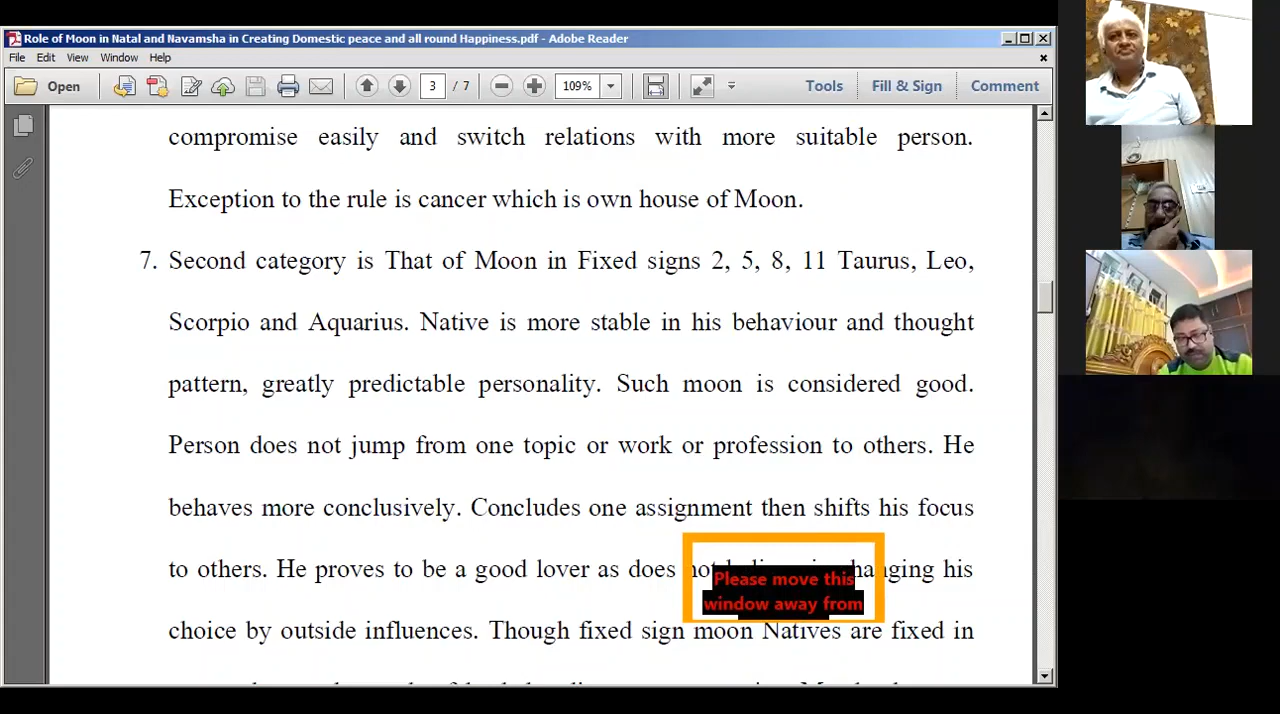 Role of Moon in Natal and Navamsha in Creating Domestic peace and all round Happiness.pdf - Adobe Reader
File Edit View Window Help
Open 3 / 7 109% Tools Fill & Sign Comment
compromise easily and switch relations with more suitable person.
Exception to the rule is cancer which is own house of Moon.
7. Second category is That of Moon in Fixed signs 2, 5, 8, 11 Taurus, Leo,
Scorpio and Aquarius. Native is more stable in his behaviour and thought
pattern, greatly predictable personality. Such moon is considered good.
Person does not jump from one topic or work or profession to others. He
behaves more conclusively. Concludes one assignment then shifts his focus
to others. He proves to be a good lover as does not his
Please move this
window away from
choice by outside influences. Though fixed sign moon Natives are fixed in